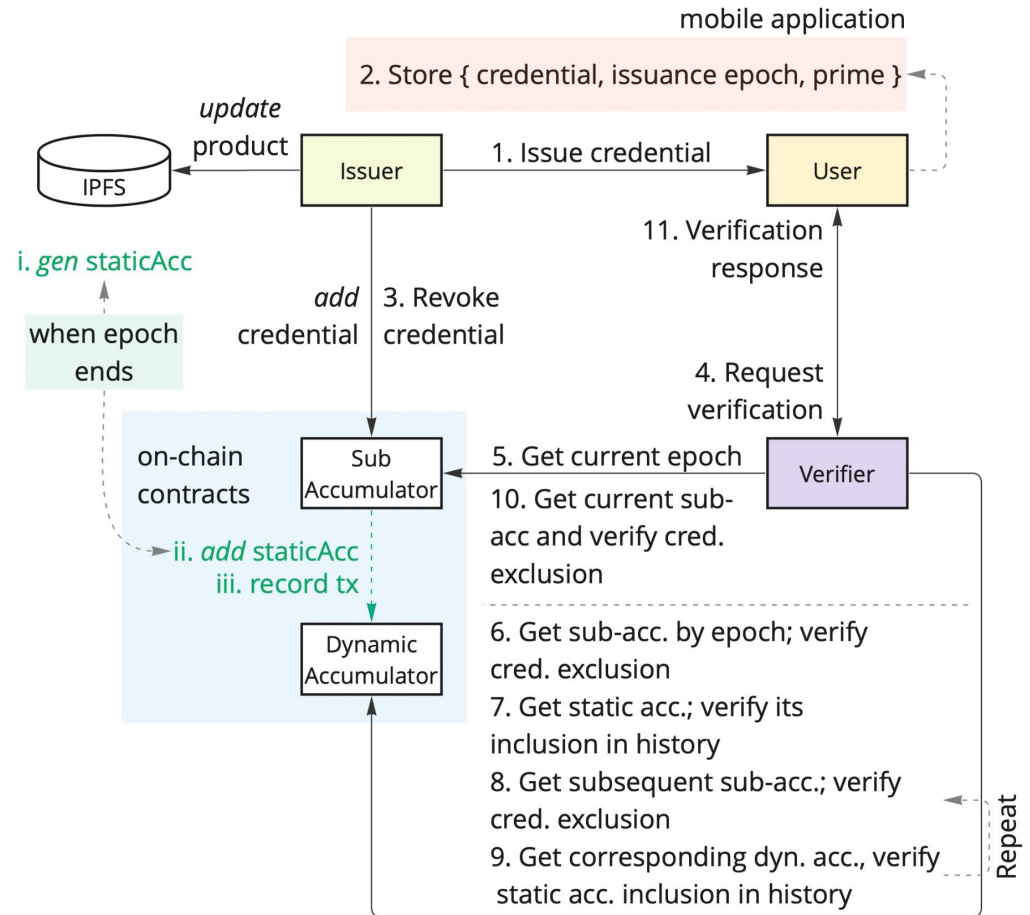 mobile application
2. Store { credential, issuance epoch, prime }
update
product
IPFS
Issuer
1. Issue credential
User
11. Verification
response
i. gen staticAcc
add
credential
3. Revoke
credential
when epoch
ends
4. Request
verification
on-chain
contracts
Sub
Accumulator
5. Get current epoch
Verifier
10. Get current sub-
acc and verify cred.
exclusion
ii. add staticAcc
iii. record tx
Dynamic
Accumulator
6. Get sub-acc. by epoch; verify
cred. exclusion
7. Get static acc.; verify its
inclusion in history
8. Get subsequent sub-acc.; verify
cred. exclusion
9. Get corresponding dyn. acc., verify
static acc. inclusion in history
Repeat